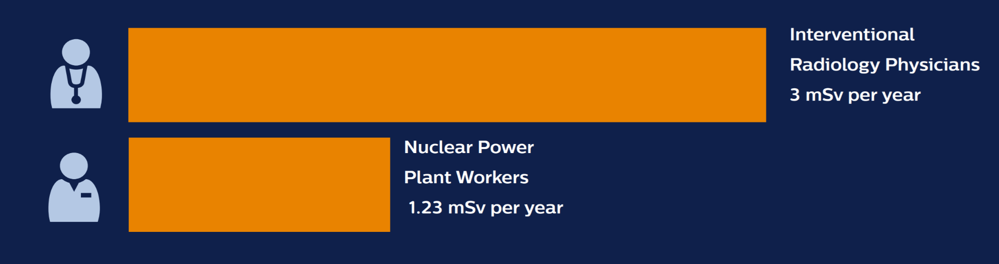 Interventional
Radiology Physicians
3 mSv per year
Nuclear Power
Plant Workers
1.23 mSv per year